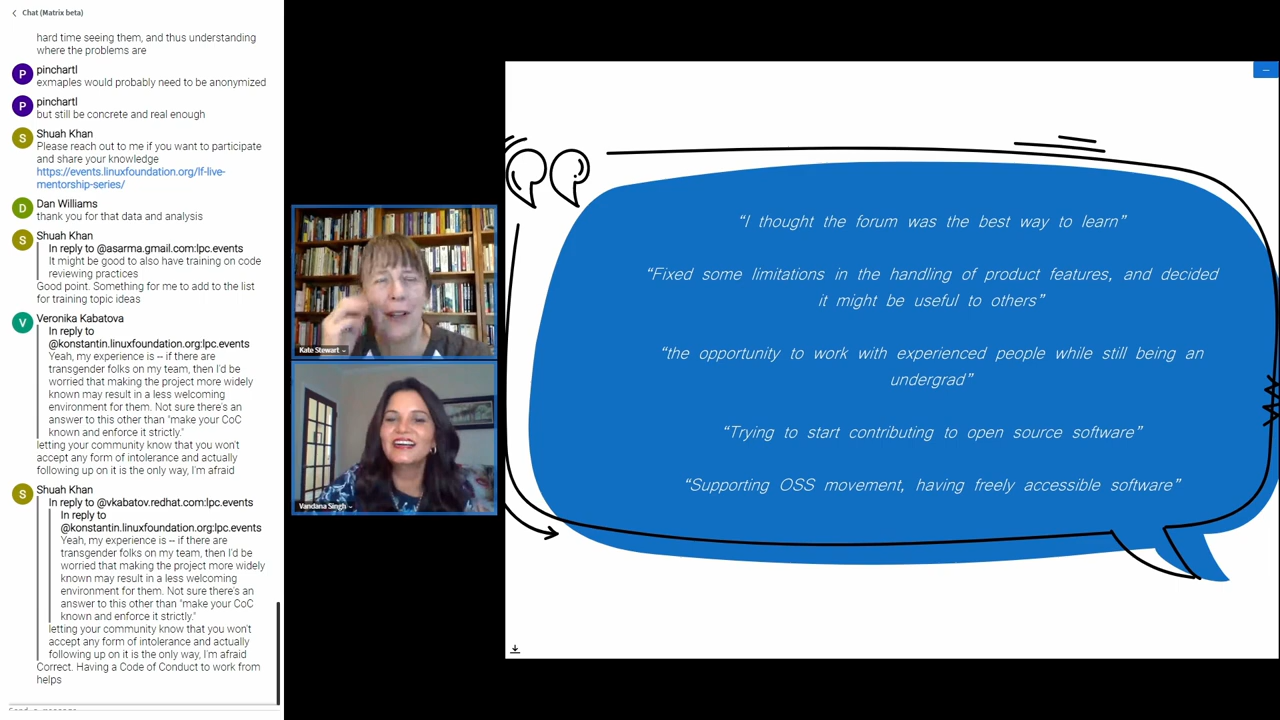 Chat (Matrix beta)
hard time seeing them, and thus understanding
where the problems are
P
pinchartl
exmaples would probably need to be anonymized
P
pinchartl
but still be concrete and real enough
S
Shuah Khan
Please reach out to me if you want to participate
and share your knowledge
https://events.linuxfoundation.org/lf-live-
mentorship-series/
D
Dan Williams
thank you for that data and analysis
S
Shuah Khan
In reply to @asarma.gmail.com:lpc.events
It might be good to also have training on code
reviewing practices
Good point. Something for me to add to the list
for training topic ideas
V
Veronika Kabatova
In reply to
@konstantin.linuxfoundation.org:lpc.events
Yeah, my experience is -- if there are
transgender folks on my team, then I'd be
worried that making the project more widely
known may result in a less welcoming
environment for them. Not sure there's an
answer to this other than "make your CoC
known and enforce it strictly."
letting your community know that you won't
accept any form of intolerance and actually
following up on it is the only way, I'm afraid
S
Shuah Khan
In reply to @vkabatov.redhat.com:lpc.events
In reply to
@konstantin.linuxfoundation.org:lpc.events
Yeah, my experience is -- if there are
transgender folks on my team, then I'd be
worried that making the project more widely
known may result in a less welcoming
environment for them. Not sure there's an
answer to this other than "make your CoC
known and enforce it strictly."
letting your community know that you won't
accept any form of intolerance and actually
following up on it is the only way, I'm afraid
Correct. Having a Code of Conduct to work from
helps
Kate Stewart
Vandana Singh
“I thought the forum was the best way to learn”
“Fixed some limitations in the handling of product features, and decided
it might be useful to others”
“the opportunity to work with experienced people while still being an
undergrad”
“Trying to start contributing to open source software”
“Supporting OSS movement, having freely accessible software”